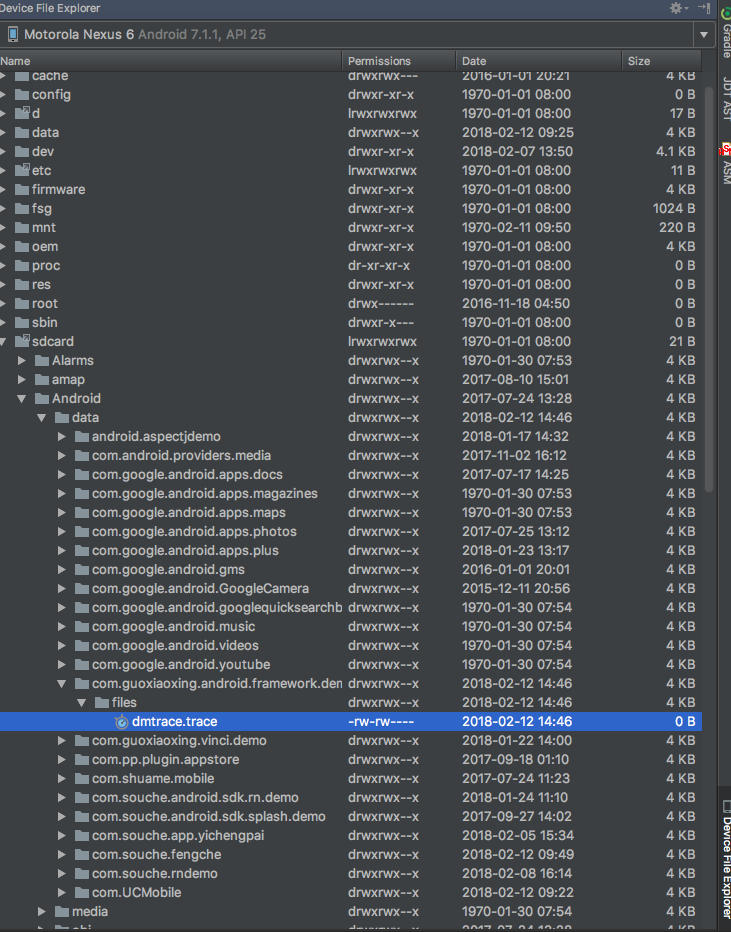 Device File Explorer
Motorola Nexus 6 Android 7.1.1, API 25
Name Permissions Date Size
cache drwxrwx--- 2016-01-01 20:21 4 KB
config drwxr-xr-x 1970-01-01 08:00 0 B
d lrwxrwxrwx 1970-01-01 08:00 17 B
data drwxrwx--x 2018-02-12 09:25 4 KB
dev drwxr-xr-x 2018-02-07 13:50 4.1 KB
etc lrwxrwxrwx 1970-01-01 08:00 11 B
firmware drwxr-xr-x 1970-01-01 08:00 4 KB
fsg drwxr-xr-x 1970-01-01 08:00 1024 B
mnt drwxr-xr-x 1970-02-11 09:50 220 B
oem drwxr-xr-x 1970-01-01 08:00 4 KB
proc dr-xr-xr-x 1970-01-01 08:00 0 B
res drwxr-xr-x 1970-01-01 08:00 0 B
root drwx------ 2016-11-18 04:50 0 B
sbin drwxr-x--- 1970-01-01 08:00 0 B
sdcard lrwxrwxrwx 1970-01-01 08:00 21 B
Alarms drwxrwx--x 1970-01-30 07:53 4 KB
amap drwxrwx--x 2017-08-10 15:01 4 KB
Android drwxrwx--x 2017-07-24 13:28 4 KB
data drwxrwx--x 2018-02-12 14:46 4 KB
android.aspectjdemo drwxrwx--x 2018-01-17 14:32 4 KB
com.android.providers.media drwxrwx--x 2017-11-02 16:12 4 KB
com.google.android.apps.docs drwxrwx--x 2017-07-17 14:25 4 KB
com.google.android.apps.magazines drwxrwx--x 1970-01-30 07:53 4 KB
com.google.android.apps.maps drwxrwx--x 1970-01-30 07:53 4 KB
com.google.android.apps.photos drwxrwx--x 2017-07-25 13:12 4 KB
com.google.android.apps.plus drwxrwx--x 2018-01-23 13:17 4 KB
com.google.android.gms drwxrwx--x 2016-01-01 20:01 4 KB
com.google.android.GoogleCamera drwxrwx--x 2015-12-11 20:56 4 KB
com.google.android.googlequicksearchb drwxrwx--x 1970-01-30 07:54 4 KB
com.google.android.music drwxrwx--x 1970-01-30 07:54 4 KB
com.google.android.videos drwxrwx--x 1970-01-30 07:54 4 KB
com.google.android.youtube drwxrwx--x 1970-01-30 07:54 4 KB
com.guoxiaoxing.android.framework.den drwxrwx--x 2018-02-12 14:46 4 KB
files drwxrwx--x 2018-02-12 14:46 4 KB
dmtrace.trace -rw-rw---- 2018-02-12 14:46 0 B
com.guoxiaoxing.vinci.demo drwxrwx--x 2018-01-22 14:00 4 KB
com.pp.plugin.appstore drwxrwx--x 2017-09-18 01:10 4 KB
com.shuame.mobile drwxrwx--x 2017-07-24 11:23 4 KB
com.souche.android.sdk.rn.demo drwxrwx--x 2018-01-24 11:10 4 KB
com.souche.android.sdk.splash.demo drwxrwx--x 2017-09-27 14:02 4 KB
com.souche.app.yichengpai drwxrwx--x 2018-02-05 15:34 4 KB
com.souche.fengche drwxrwx--x 2018-02-12 09:49 4 KB
com.souche.rndemo drwxrwx--x 2018-02-08 16:14 4 KB
com.UCMobile drwxrwx--x 2018-02-12 09:22 4 KB
media drwxrwx--x 1970-01-30 07:54 4 KB
Gradle
JDT AST
ASM
Device File Explorer